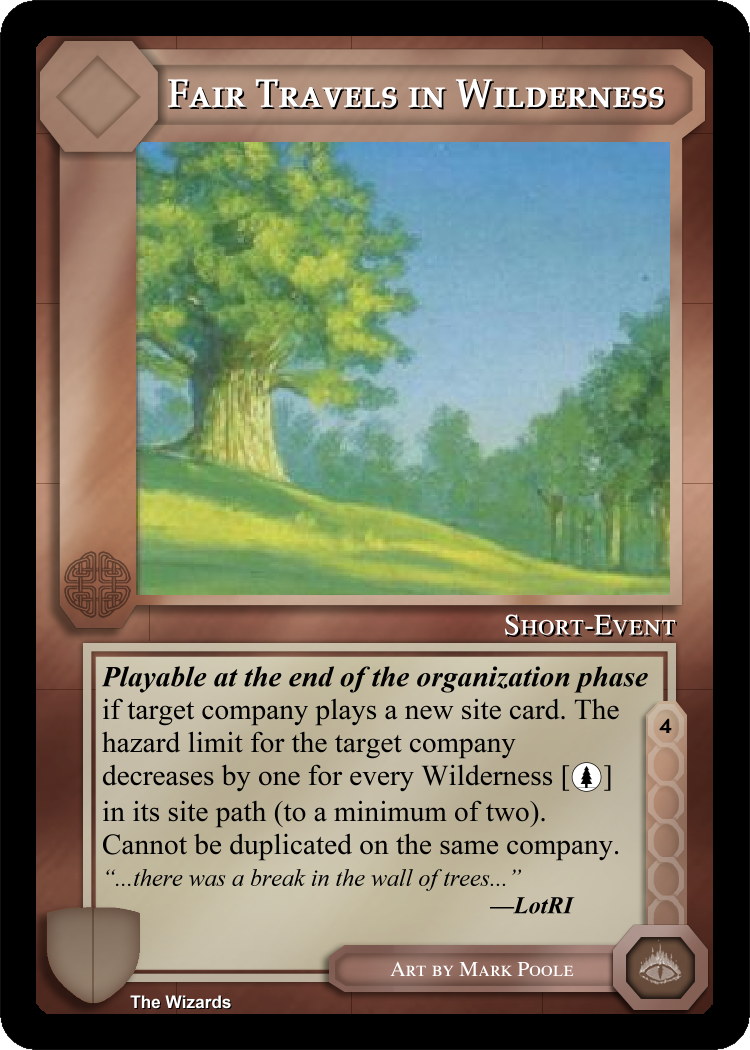 Fair Travels in Wilderness
Short-Event
Playable at the end of the organization phase
if target company plays a new site card. The
hazard limit for the target company
decreases by one for every Wilderness [ ]
in its site path (to a minimum of two).
Cannot be duplicated on the same company.
“...there was a break in the wall of trees...”
—LotRI
4
Art by Mark Poole
The Wizards